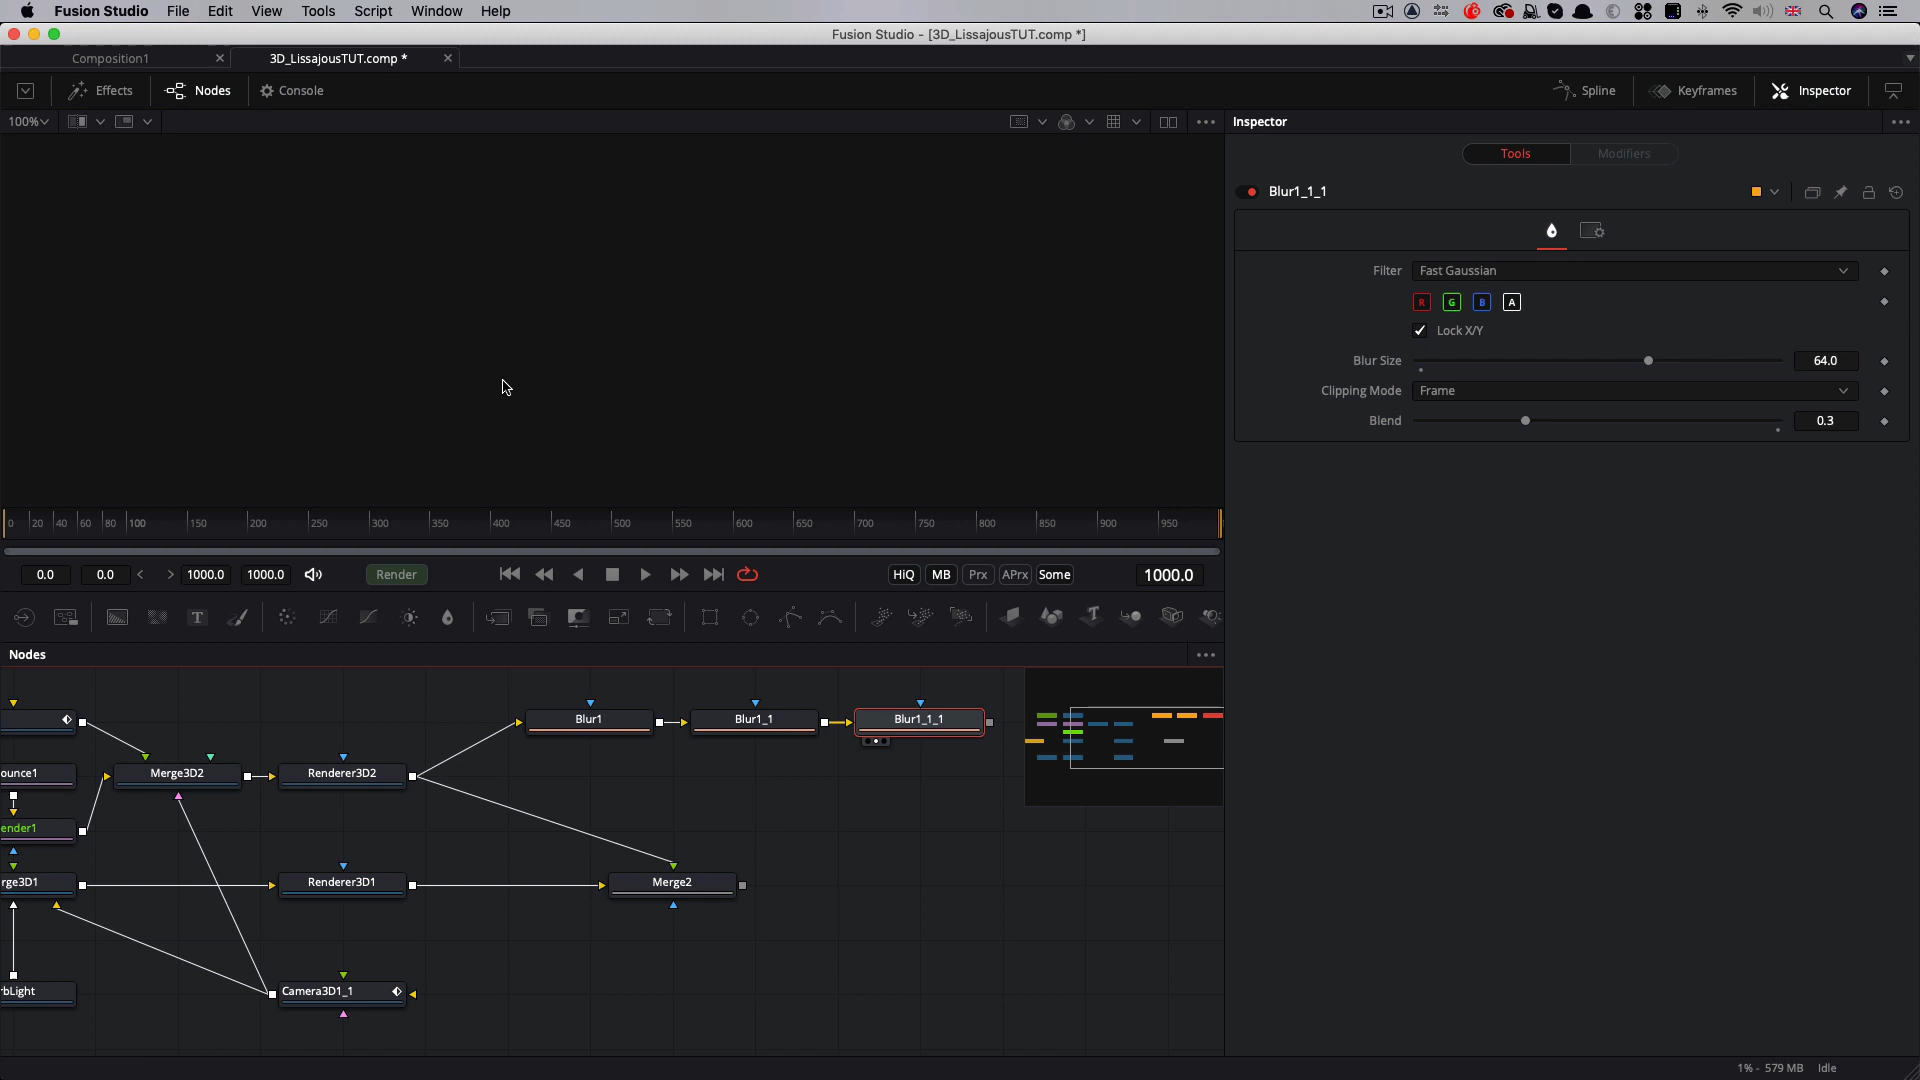 Fusion Studio File Edit View Tools Script Window Help
Fusion Studio - [3D_LissajousTUT.comp *]
Composition1 3D_LissajousTUT.comp *
Effects Nodes Console Spline Keyframes Inspector
100%
Inspector
Tools Modifiers
Blur1_1_1
Filter Fast Gaussian
R G B A
Lock X/Y
Blur Size 64.0
Clipping Mode Frame
Blend 0.3
0 20 40 60 80 100 150 200 250 300 350 400 450 500 550 600 650 700 750 800 850 900 950
0.0 0.0 1000.0 1000.0 Render HiQ MB Prx APrx Some 1000.0
T
Nodes
Blur1 Blur1_1 Blur1_1_1
ounce1 Merge3D2 Renderer3D2
ender1
rge3D1 Renderer3D1 Merge2
bLight Camera3D1_1
1% - 579 MB Idle